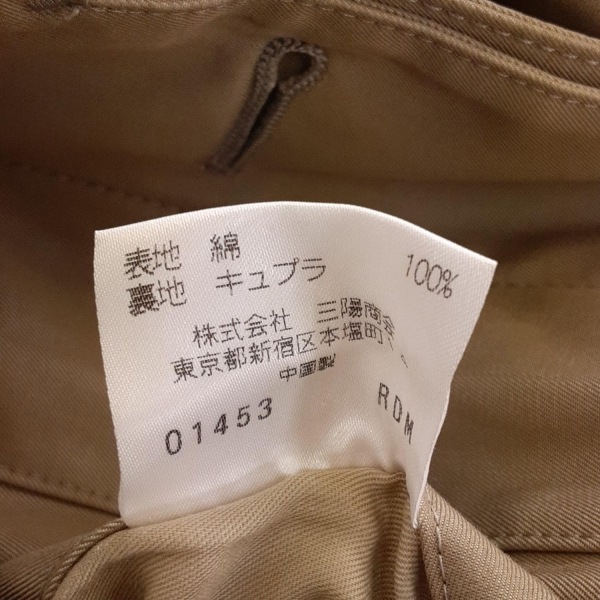 表地 綿 100%
裏地 キュプラ
株式会社 三陽商会
東京都新宿区本塩町
中国製
01453 RDM